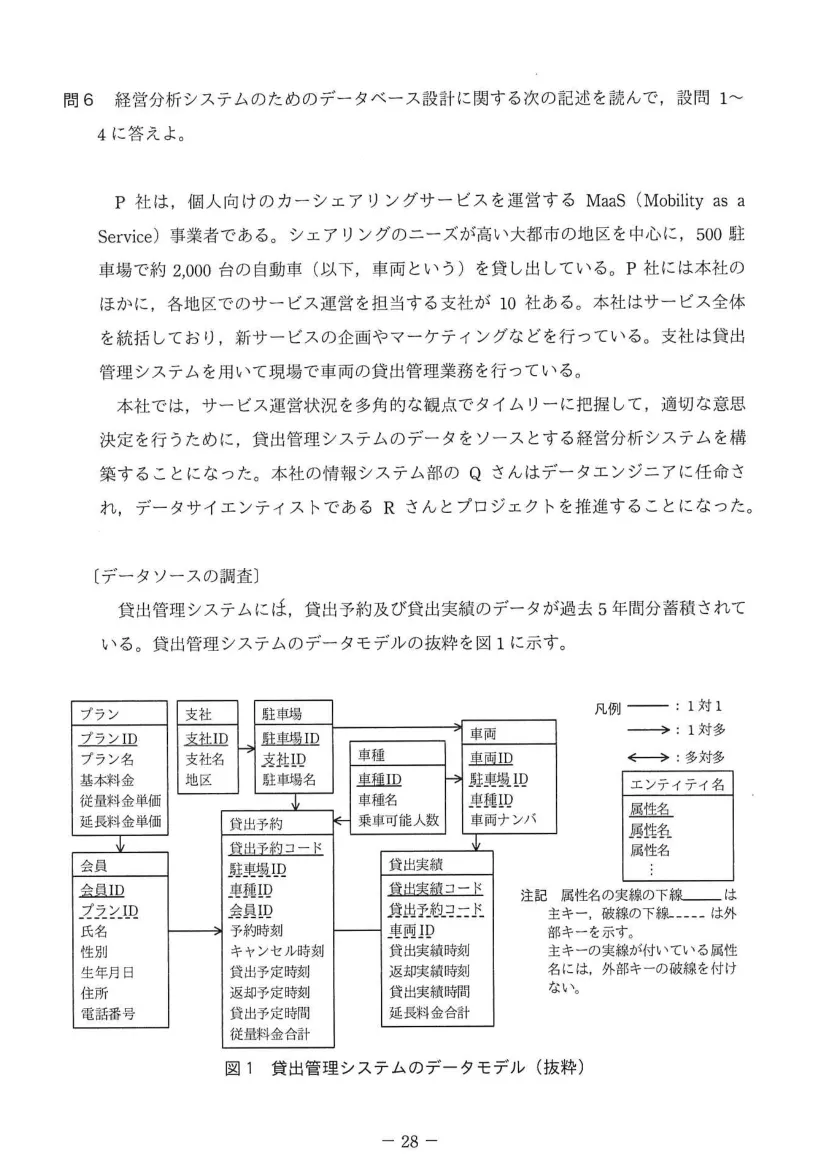 問6 経営分析システムのためのデータベース設計に関する次の記述を読んで，設問 1～
4 に答えよ。
P 社は，個人向けのカーシェアリングサービスを運営する MaaS（Mobility as a
Service）事業者である。シェアリングのニーズが高い大都市の地区を中心に，500 駐
車場で約 2,000 台の自動車（以下，車両という）を貸し出している。P 社には本社の
ほかに，各地区でのサービス運営を担当する支社が 10 社ある。本社はサービス全体
を統括しており，新サービスの企画やマーケティングなどを行っている。支社は貸出
管理システムを用いて現場で車両の貸出管理業務を行っている。
本社では，サービス運営状況を多角的な観点でタイムリーに把握して，適切な意思
決定を行うために，貸出管理システムのデータをソースとする経営分析システムを構
築することになった。本社の情報システム部の Q さんはデータエンジニアに任命さ
れ，データサイエンティストである R さんとプロジェクトを推進することになった。
〔データソースの調査〕
貸出管理システムには，貸出予約及び貸出実績のデータが過去 5 年間分蓄積されて
いる。貸出管理システムのデータモデルの抜粋を図 1 に示す。
プラン
プランID
プラン名
基本料金
従量料金単価
延長料金単価
支社
支社ID
支社名
地区
駐車場
駐車場ID
支社ID
駐車場名
車種
車種ID
車種名
乗車可能人数
車両
車両ID
駐車場ID
車種ID
車両ナンバ
会員
会員ID
プランID
氏名
性別
生年月日
住所
電話番号
貸出予約
貸出予約コード
駐車場ID
車種ID
会員ID
予約時刻
キャンセル時刻
貸出予定時刻
返却予定時刻
貸出予定時間
従量料金合計
貸出実績
貸出実績コード
貸出予約コード
車両ID
貸出実績時刻
返却実績時刻
貸出実績時間
延長料金合計
凡例
：1 対 1
：1 対多
：多対多
エンティティ名
属性名
属性名
属性名
⋮
注記 属性名の実線の下線＿＿＿は
主キー，破線の下線----- は外
部キーを示す。
主キーの実線が付いている属性
名には，外部キーの破線を付け
ない。
図 1 貸出管理システムのデータモデル（抜粋）
－ 28 －